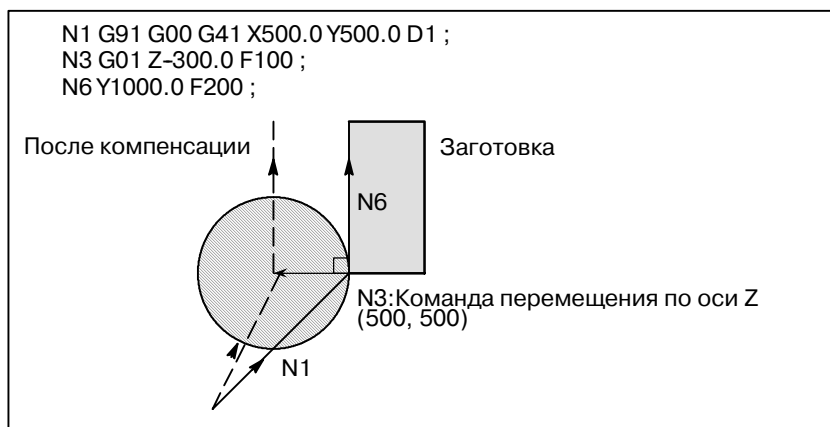 N1 G91 G00 G41 X500.0 Y500.0 D1 ;
N3 G01 Z-300.0 F100 ;
N6 Y1000.0 F200 ;
После компенсации
Заготовка
N6
N3:Команда перемещения по оси Z
(500, 500)
N1